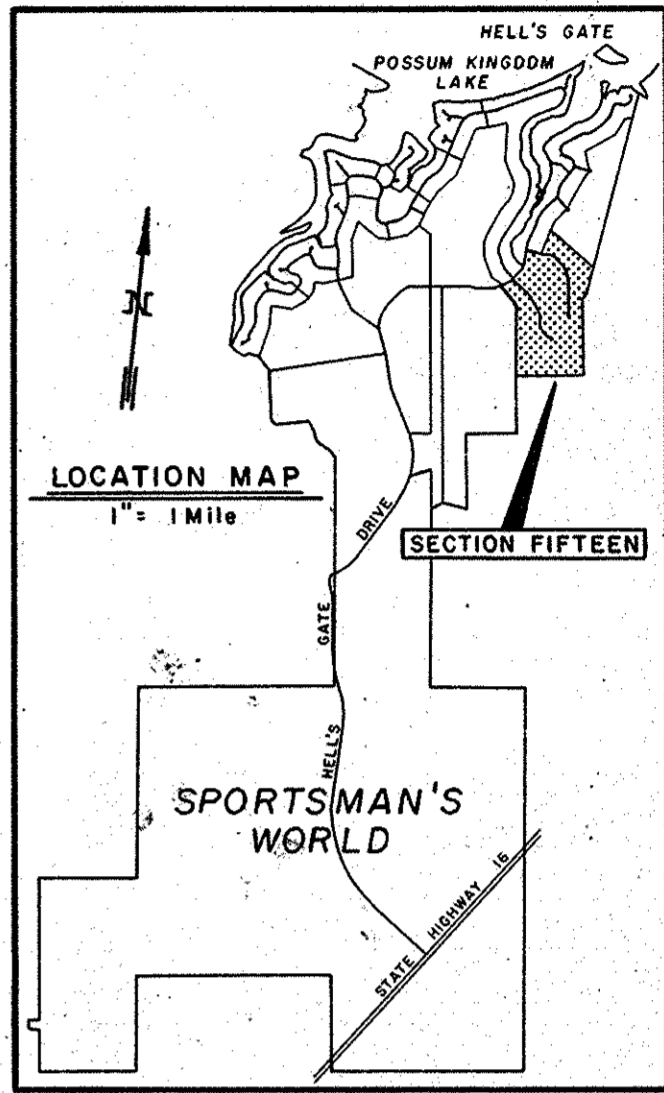 HELL'S GATE
POSSUM KINGDOM
LAKE
N
LOCATION MAP
1" = 1 Mile
SECTION FIFTEEN
HELL'S GATE DRIVE
SPORTSMAN'S
WORLD
STATE HIGHWAY 16